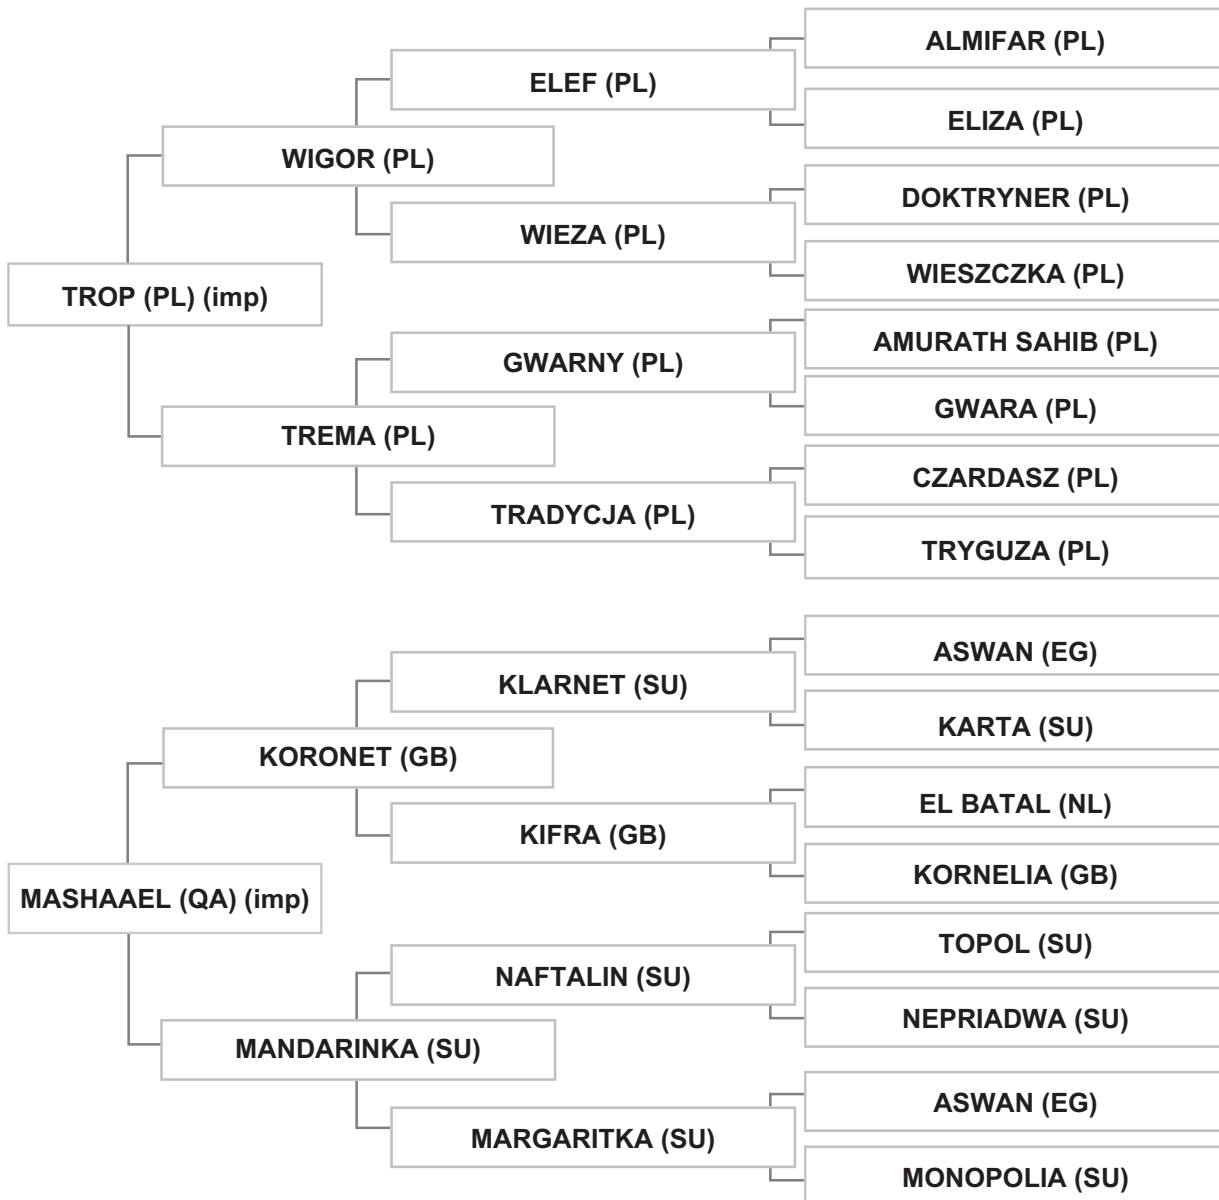 ALMIFAR (PL)
ELEF (PL)
ELIZA (PL)
WIGOR (PL)
DOKTRYNER (PL)
WIEZA (PL)
WIESZCZKA (PL)
TROP (PL) (imp)
AMURATH SAHIB (PL)
GWARNY (PL)
GWARA (PL)
TREMA (PL)
CZARDASZ (PL)
TRADYCJA (PL)
TRYGUZA (PL)
ASWAN (EG)
KLARNET (SU)
KARTA (SU)
KORONET (GB)
EL BATAL (NL)
KIFRA (GB)
KORNELIA (GB)
MASHAAEL (QA) (imp)
TOPOL (SU)
NAFTALIN (SU)
NEPRIADWA (SU)
MANDARINKA (SU)
ASWAN (EG)
MARGARITKA (SU)
MONOPOLIA (SU)